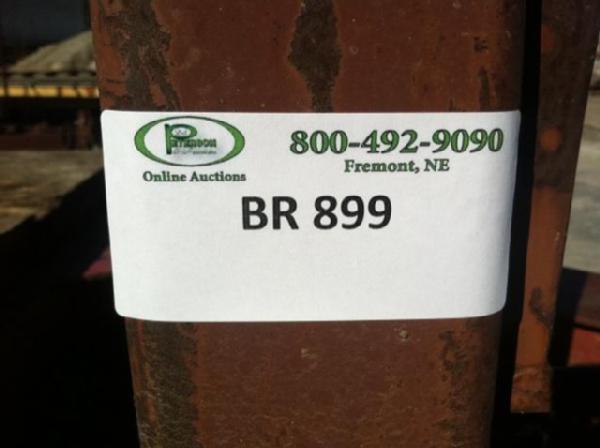 800-492-9090
Online Auctions
Fremont, NE
BR 899